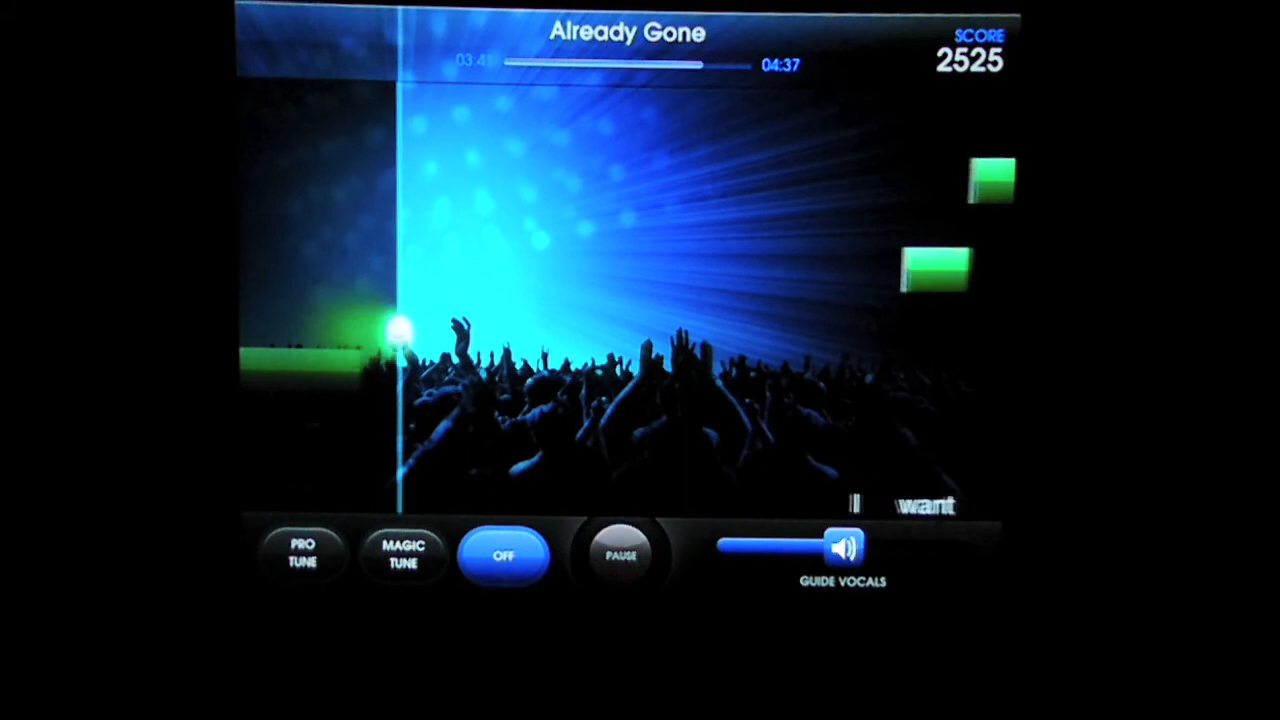 Already Gone
SCORE
03:41
04:37
2525
I want
PRO TUNE
MAGIC TUNE
OFF
PAUSE
GUIDE VOCALS